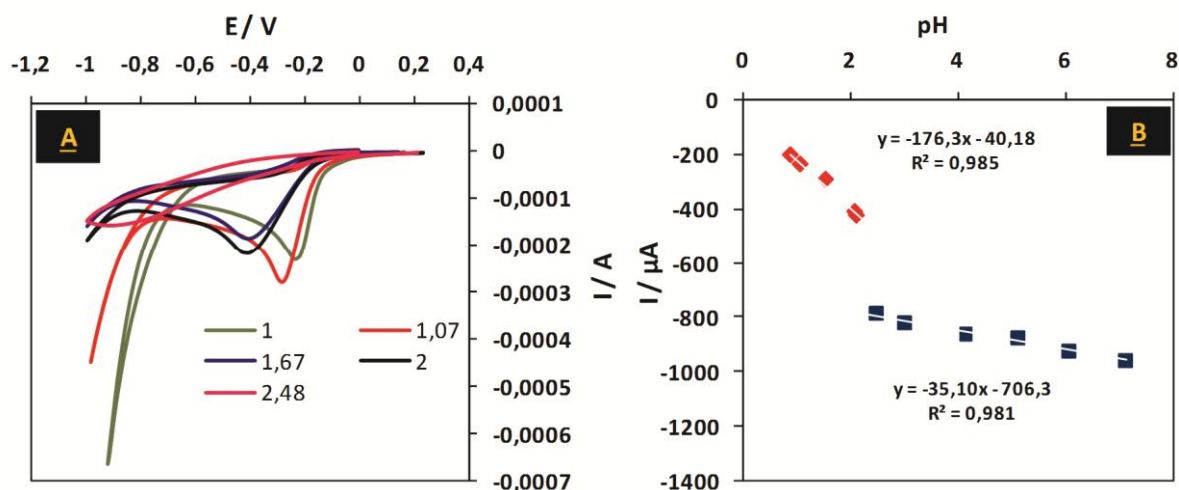 E / V
-1,2 -1 -0,8 -0,6 -0,4 -0,2 0 0,2 0,4
A
0,0001
0
-0,0001
-0,0002
-0,0003
-0,0004
-0,0005
-0,0006
-0,0007
I / A
1 1,07
1,67 2
2,48
pH
0 2 4 6 8
B
0
-200
-400
-600
-800
-1000
-1200
-1400
I / µA
y = -176,3x - 40,18
R² = 0,985
y = -35,10x - 706,3
R² = 0,981